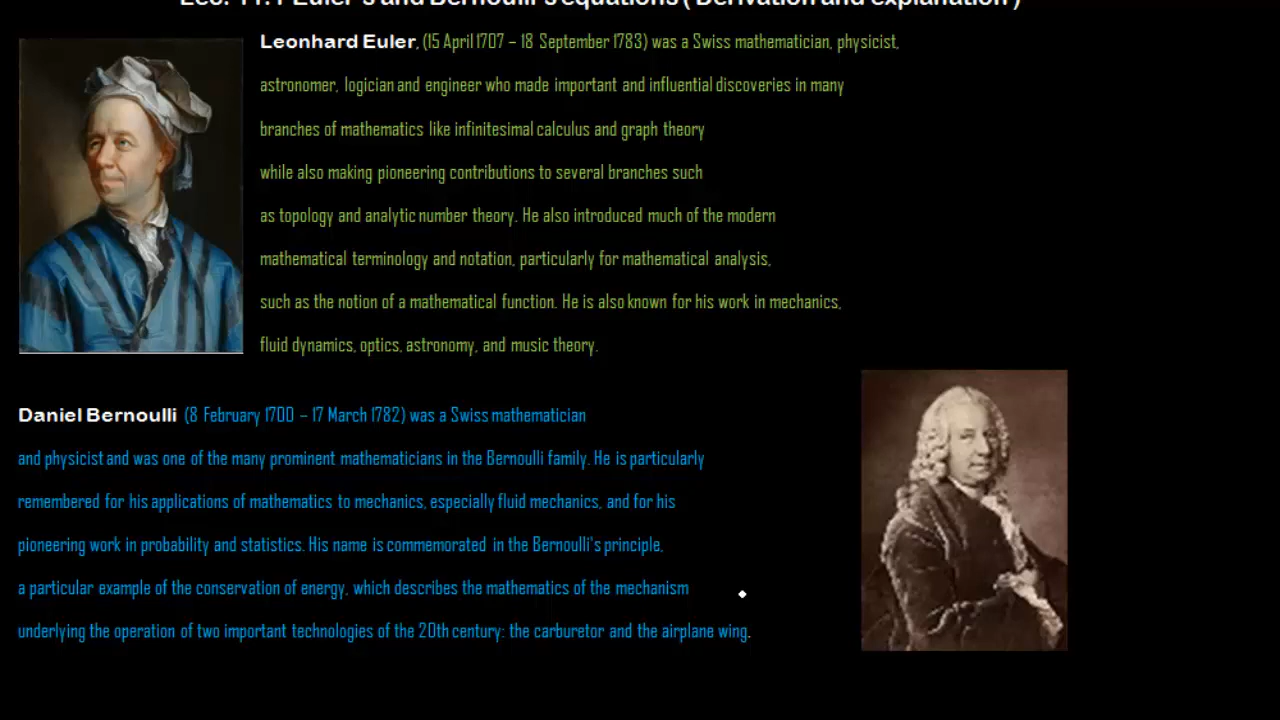 Euler's and Bernoulli's equations ( Derivation and explanation )
Leonhard Euler, (15 April 1707 – 18 September 1783) was a Swiss mathematician, physicist,
astronomer, logician and engineer who made important and influential discoveries in many
branches of mathematics like infinitesimal calculus and graph theory
while also making pioneering contributions to several branches such
as topology and analytic number theory. He also introduced much of the modern
mathematical terminology and notation, particularly for mathematical analysis,
such as the notion of a mathematical function. He is also known for his work in mechanics,
fluid dynamics, optics, astronomy, and music theory.
Daniel Bernoulli (8 February 1700 – 17 March 1782) was a Swiss mathematician
and physicist and was one of the many prominent mathematicians in the Bernoulli family. He is particularly
remembered for his applications of mathematics to mechanics, especially fluid mechanics, and for his
pioneering work in probability and statistics. His name is commemorated in the Bernoulli's principle,
a particular example of the conservation of energy, which describes the mathematics of the mechanism
underlying the operation of two important technologies of the 20th century: the carburetor and the airplane wing.